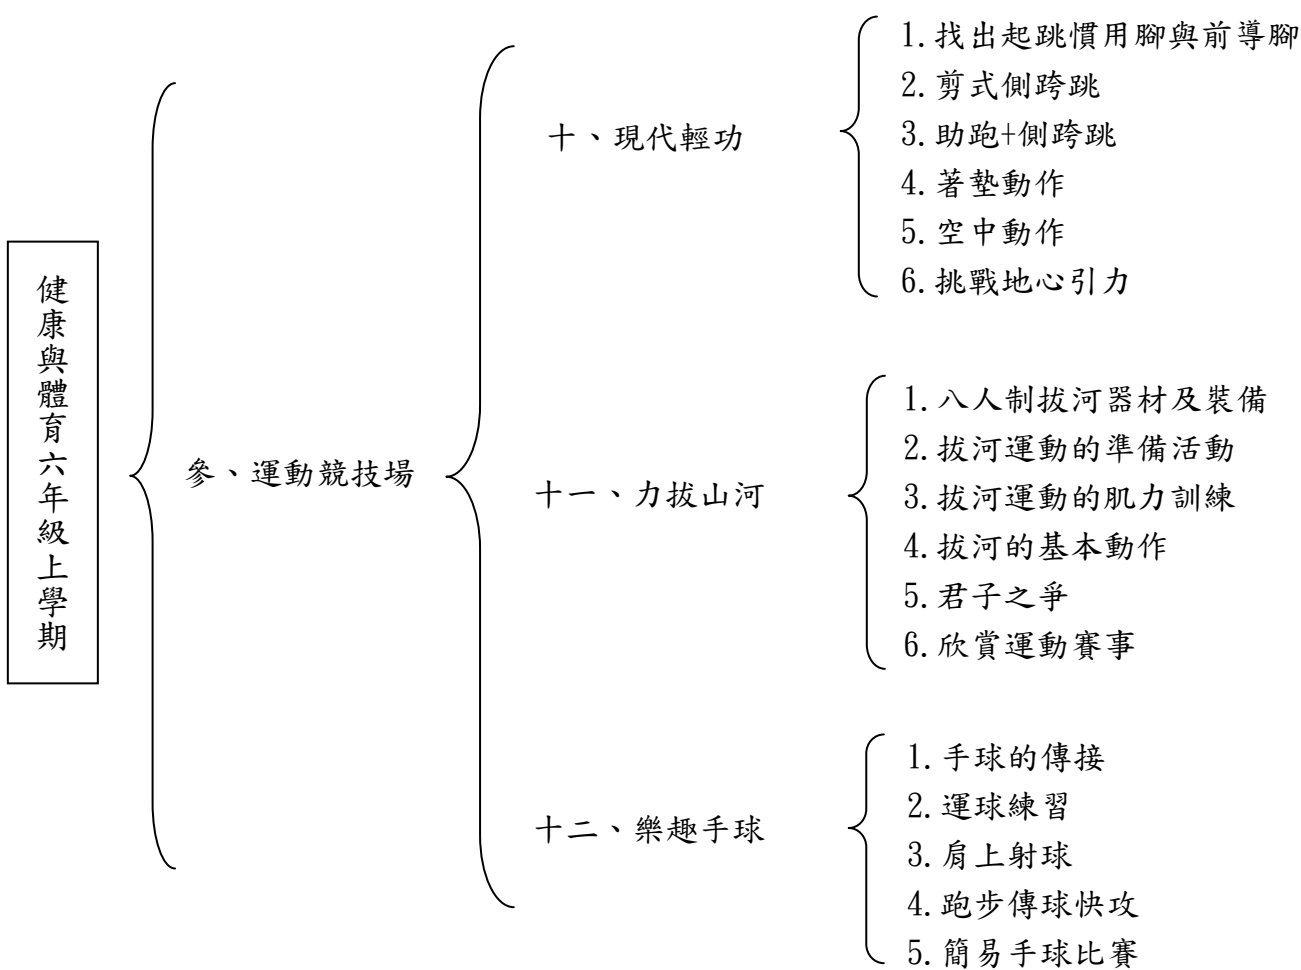 健康與體育六年級上學期
參、運動競技場
十、現代輕功
1.找出起跳慣用腳與前導腳
2.剪式側跨跳
3.助跑+側跨跳
4.著墊動作
5.空中動作
6.挑戰地心引力
十一、力拔山河
1.八人制拔河器材及裝備
2.拔河運動的準備活動
3.拔河運動的肌力訓練
4.拔河的基本動作
5.君子之爭
6.欣賞運動賽事
十二、樂趣手球
1.手球的傳接
2.運球練習
3.肩上射球
4.跑步傳球快攻
5.簡易手球比賽